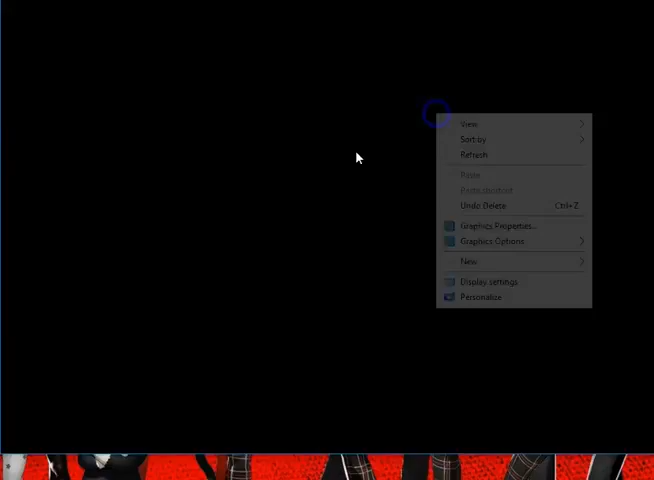 View
Sort by
Refresh
Paste
Paste shortcut
Undo Delete Ctrl+Z
Graphics Properties...
Graphics Options
New
Display settings
Personalize